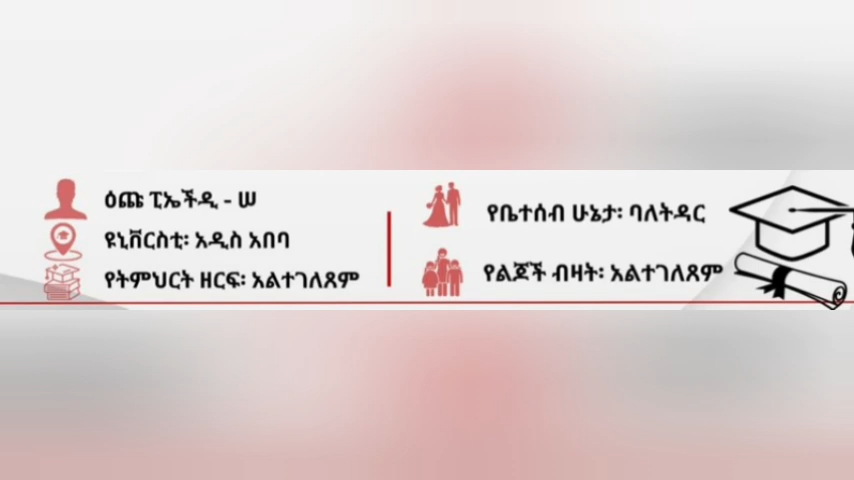 ዕጩ ፒኤችዲ - ሠ
ዩኒቨርስቲ፡ አዲስ አበባ
የትምህርት ዘርፍ፡ አልተገለጸም
የቤተሰብ ሁኔታ፡ ባለትዳር
የልጆች ብዛት፡ አልተገለጸም